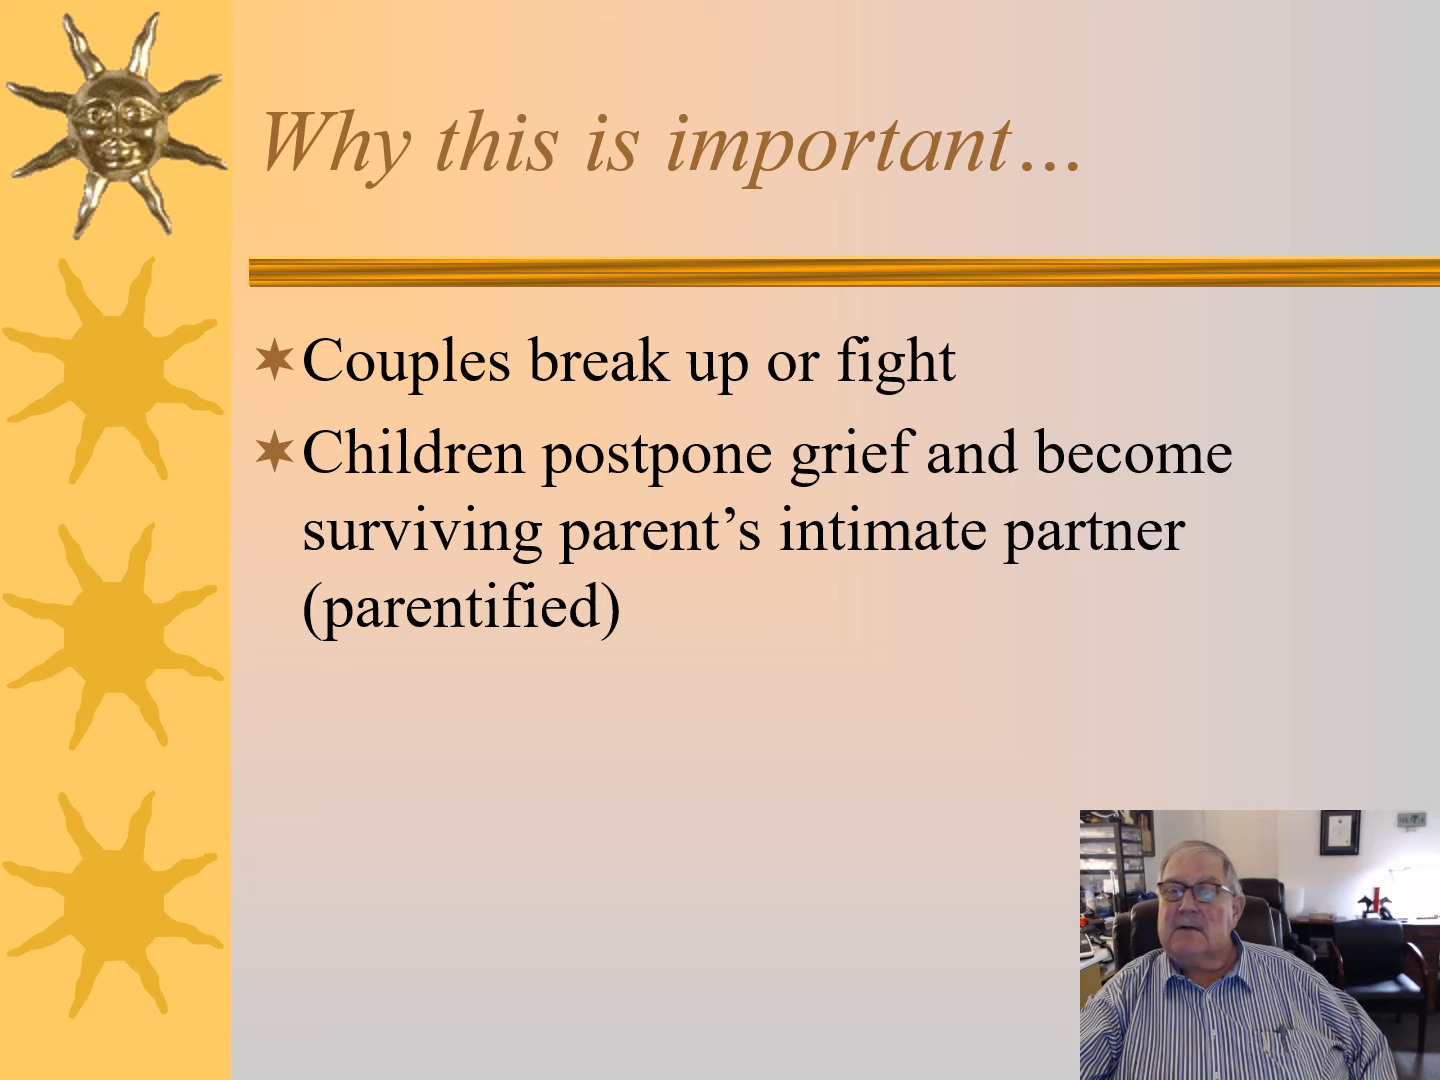 Why this is important…
Couples break up or fight
Children postpone grief and become
surviving parent’s intimate partner
(parentified)